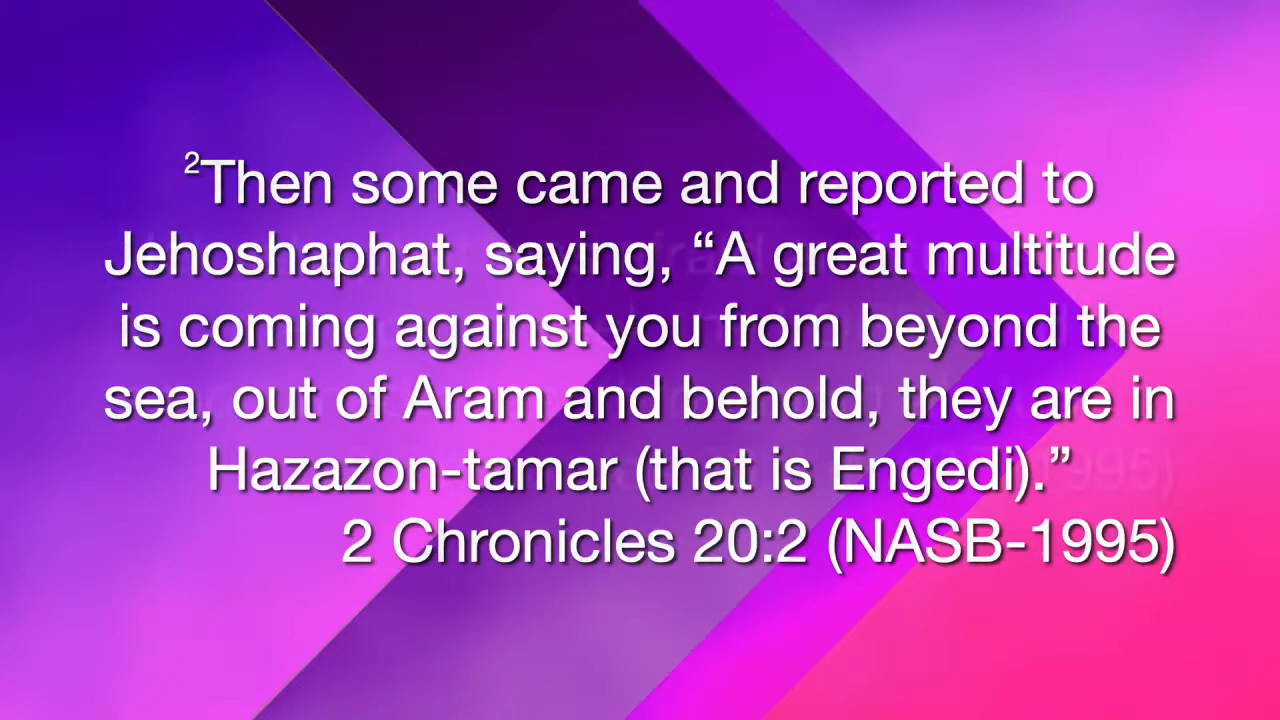 ²Then some came and reported to
Jehoshaphat, saying, “A great multitude
is coming against you from beyond the
sea, out of Aram and behold, they are in
Hazazon-tamar (that is Engedi).”
2 Chronicles 20:2 (NASB-1995)